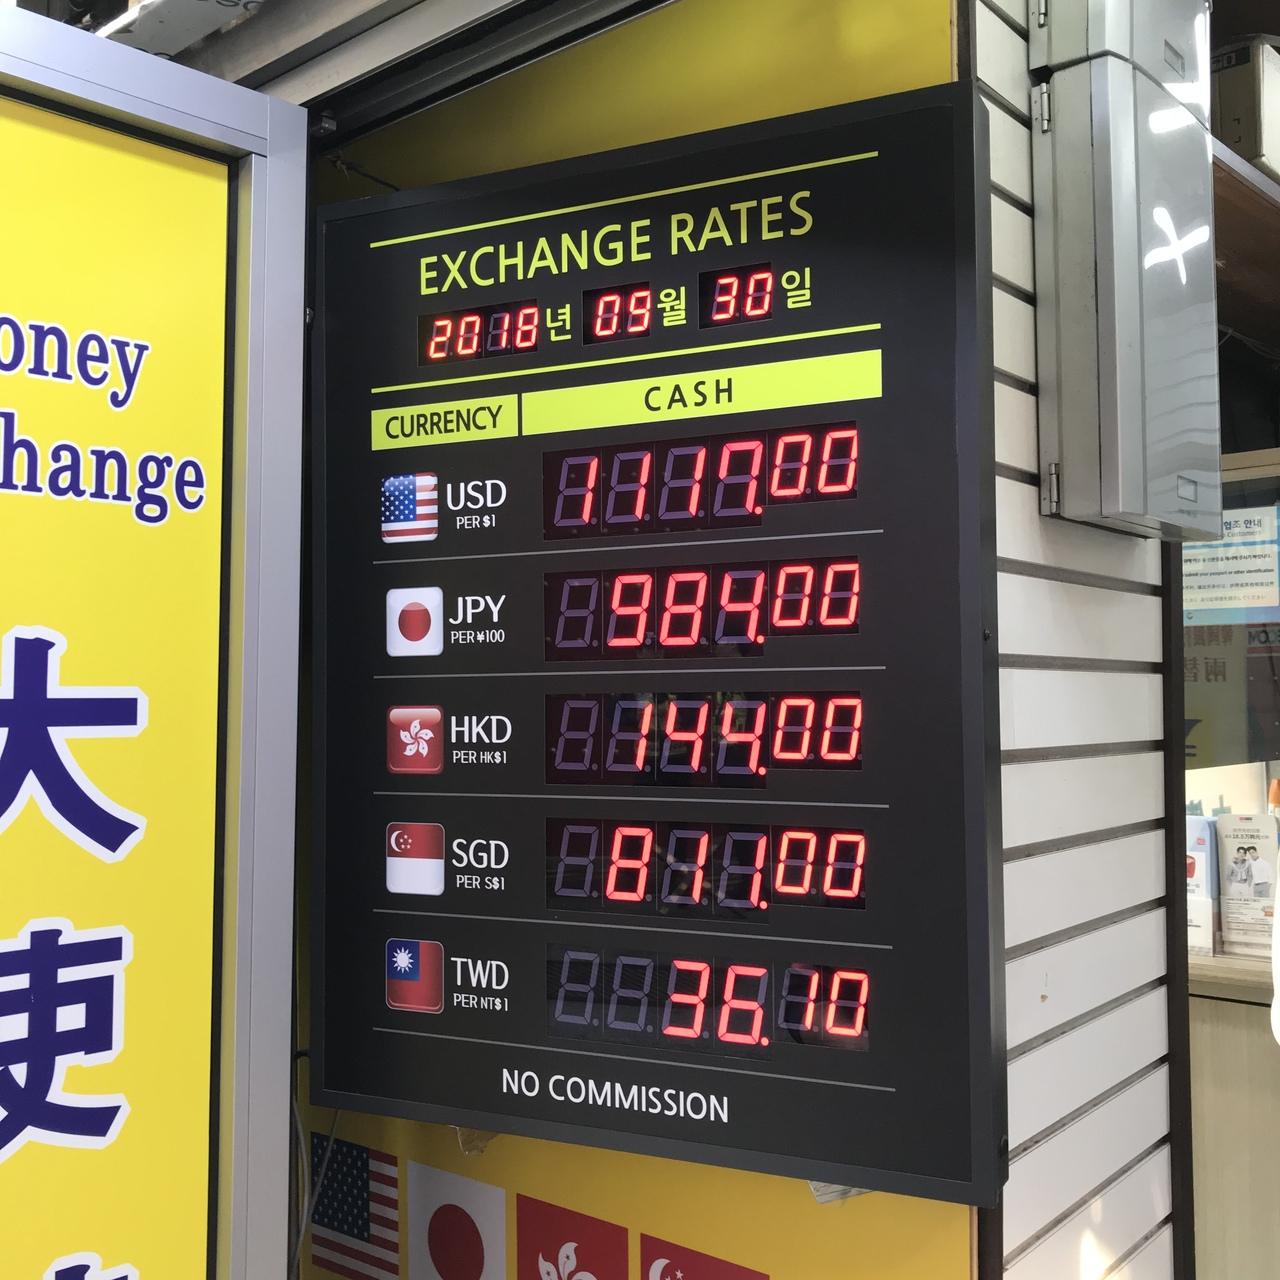 EXCHANGE RATES
2018년 09월 30일
CURRENCY CASH
USD 1117.00
PER $1
JPY 984.00
PER ¥100
HKD 144.00
PER HK$1
SGD 811.00
PER S$1
TWD 36.10
PER NT$1
NO COMMISSION
oney
hange
大
使